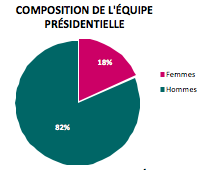 COMPOSITION DE L'ÉQUIPE
PRÉSIDENTIELLE
18%
Femmes
Hommes
82%